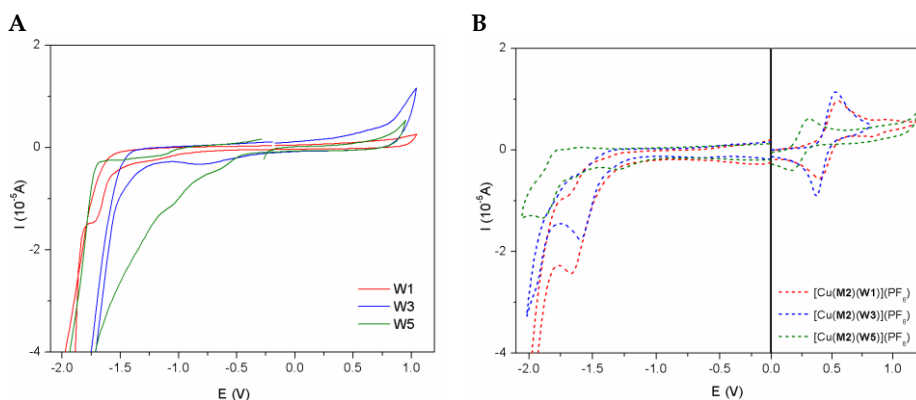 A
2
0
-2
-4
I (10⁻⁵A)
-2.0 -1.5 -1.0 -0.5 0.0 0.5 1.0
E (V)
W1
W3
W5
B
2
0
-2
-4
I (10⁻⁵A)
-2.0 -1.5 -1.0 -0.5 0.0 0.5 1.0
E (V)
[Cu(M2)(W1)](PF₆)
[Cu(M2)(W3)](PF₆)
[Cu(M2)(W5)](PF₆)